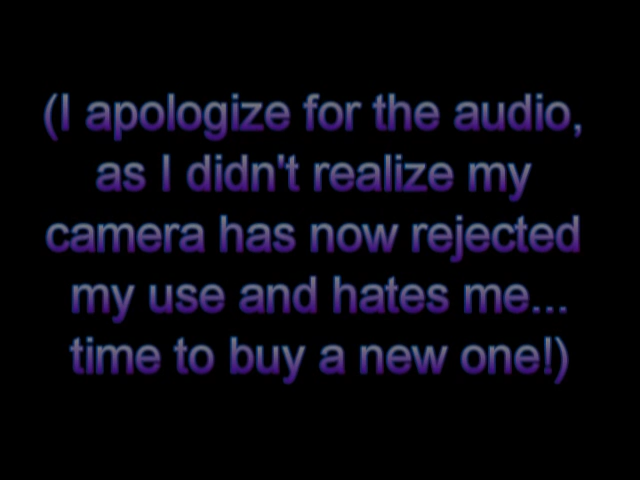 (I apologize for the audio,
as I didn't realize my
camera has now rejected
my use and hates me...
time to buy a new one!)